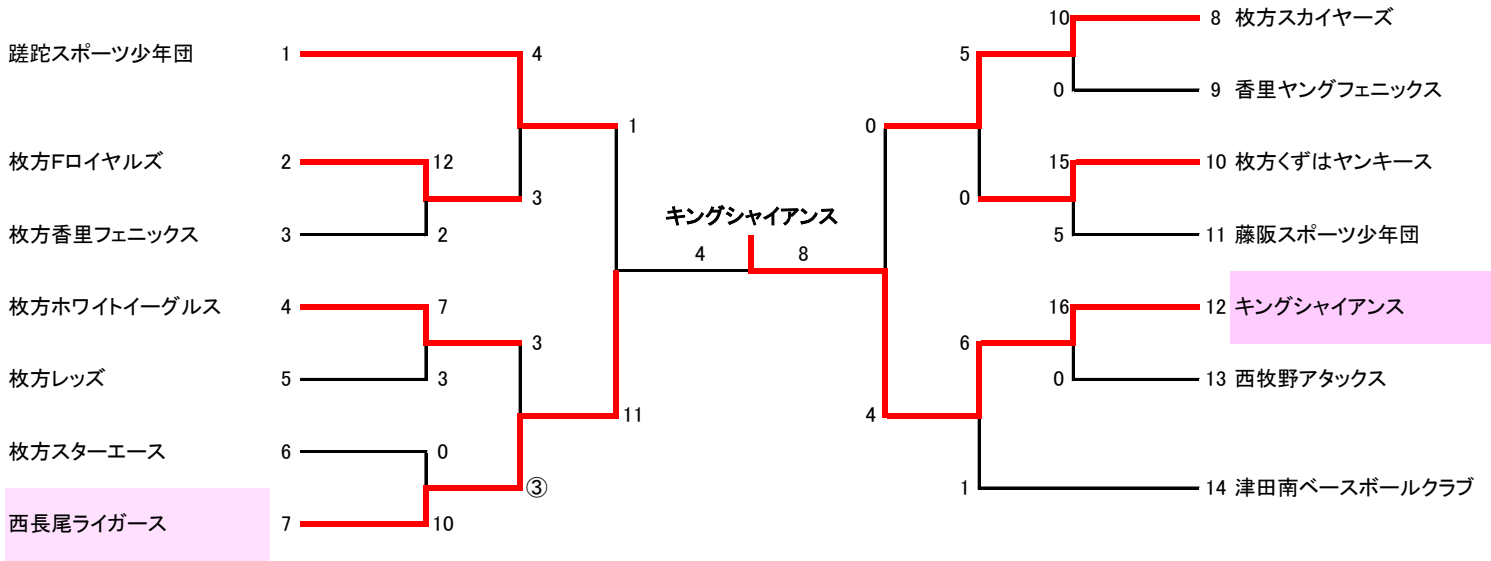 蹉跎スポーツ少年団 1 4
1
枚方Fロイヤルズ 2 12
3
枚方香里フェニックス 3 2
枚方ホワイトイーグルス 4 7
3
枚方レッズ 5 3
11
枚方スターエース 6 0
③
西長尾ライガース 7 10
キングシャイアンス
4 8
10 8 枚方スカイヤーズ
5
0 9 香里ヤングフェニックス
0
15 10 枚方くずはヤンキース
0
5 11 藤阪スポーツ少年団
16 12 キングシャイアンス
6
0 13 西牧野アタックス
4
1 14 津田南ベースボールクラブ